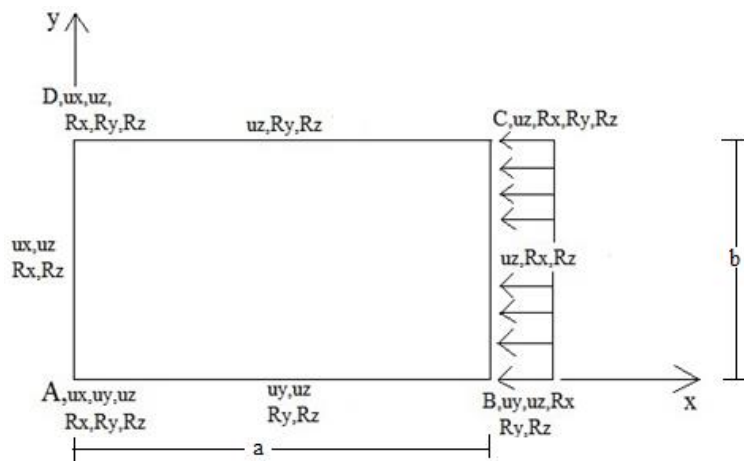 y
D,ux,uz,
Rx,Ry,Rz
uz,Ry,Rz
C,uz,Rx,Ry,Rz
ux,uz
Rx,Rz
uz,Rx,Rz
b
A,ux,uy,uz
Rx,Ry,Rz
uy,uz
Ry,Rz
B,uy,uz,Rx
Ry,Rz
x
a